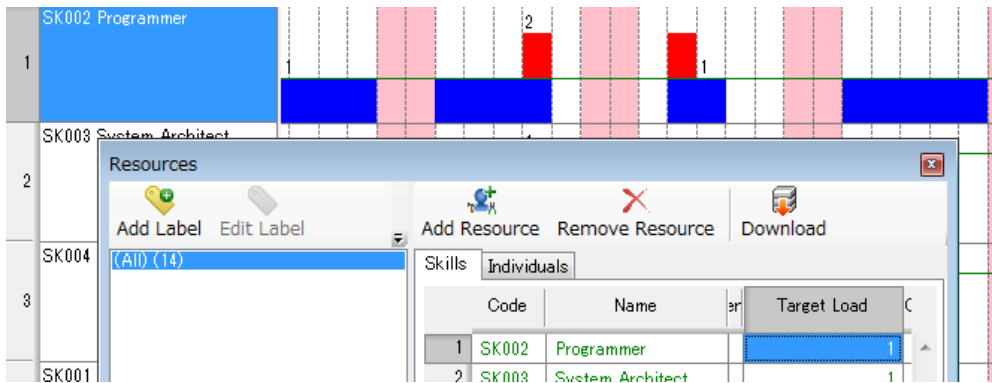 SK002 Programmer
2
1
1
1
SK003 System Architect
2
Resources
Add Label
Edit Label
Add Resource
Remove Resource
Download
SK004
3
(All) (14)
Skills
Individuals
Code
Name
Target Load
1
SK002
Programmer
1
SK001
2
SK003
System Architect
1